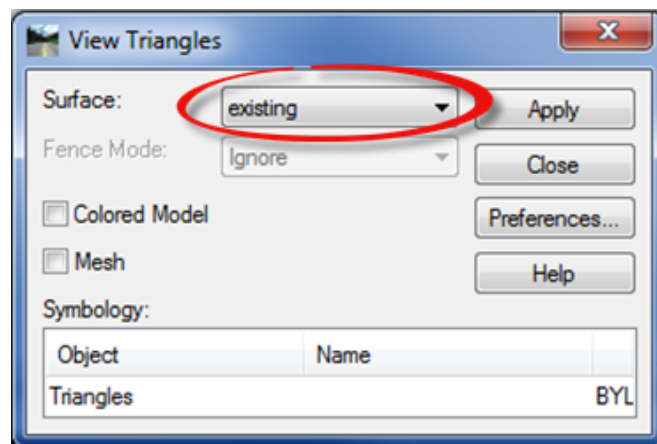 View Triangles
Surface: existing Apply
Fence Mode: Ignore Close
Colored Model Preferences...
Mesh Help
Symbology:
Object Name
Triangles BYL